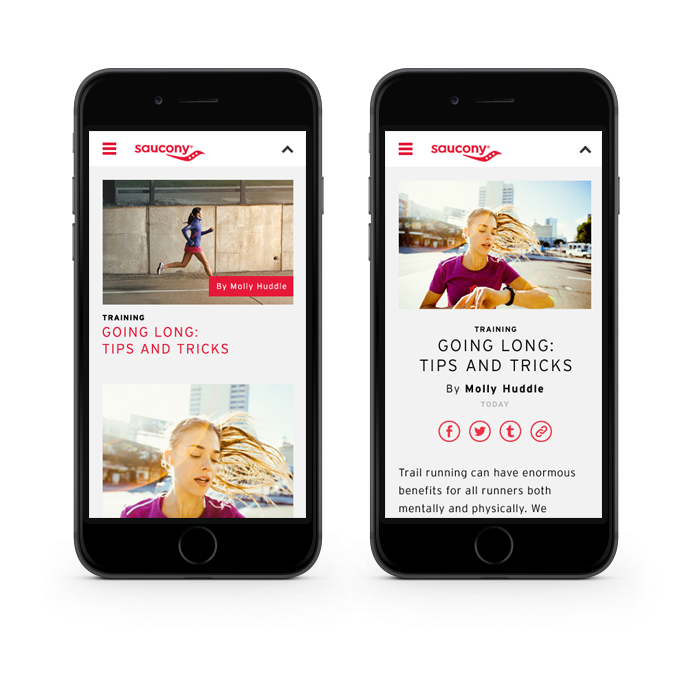 saucony®
By Molly Huddle
TRAINING
GOING LONG:
TIPS AND TRICKS
saucony®
TRAINING
GOING LONG:
TIPS AND TRICKS
By Molly Huddle
TODAY
Trail running can have enormous
benefits for all runners both
mentally and physically. We